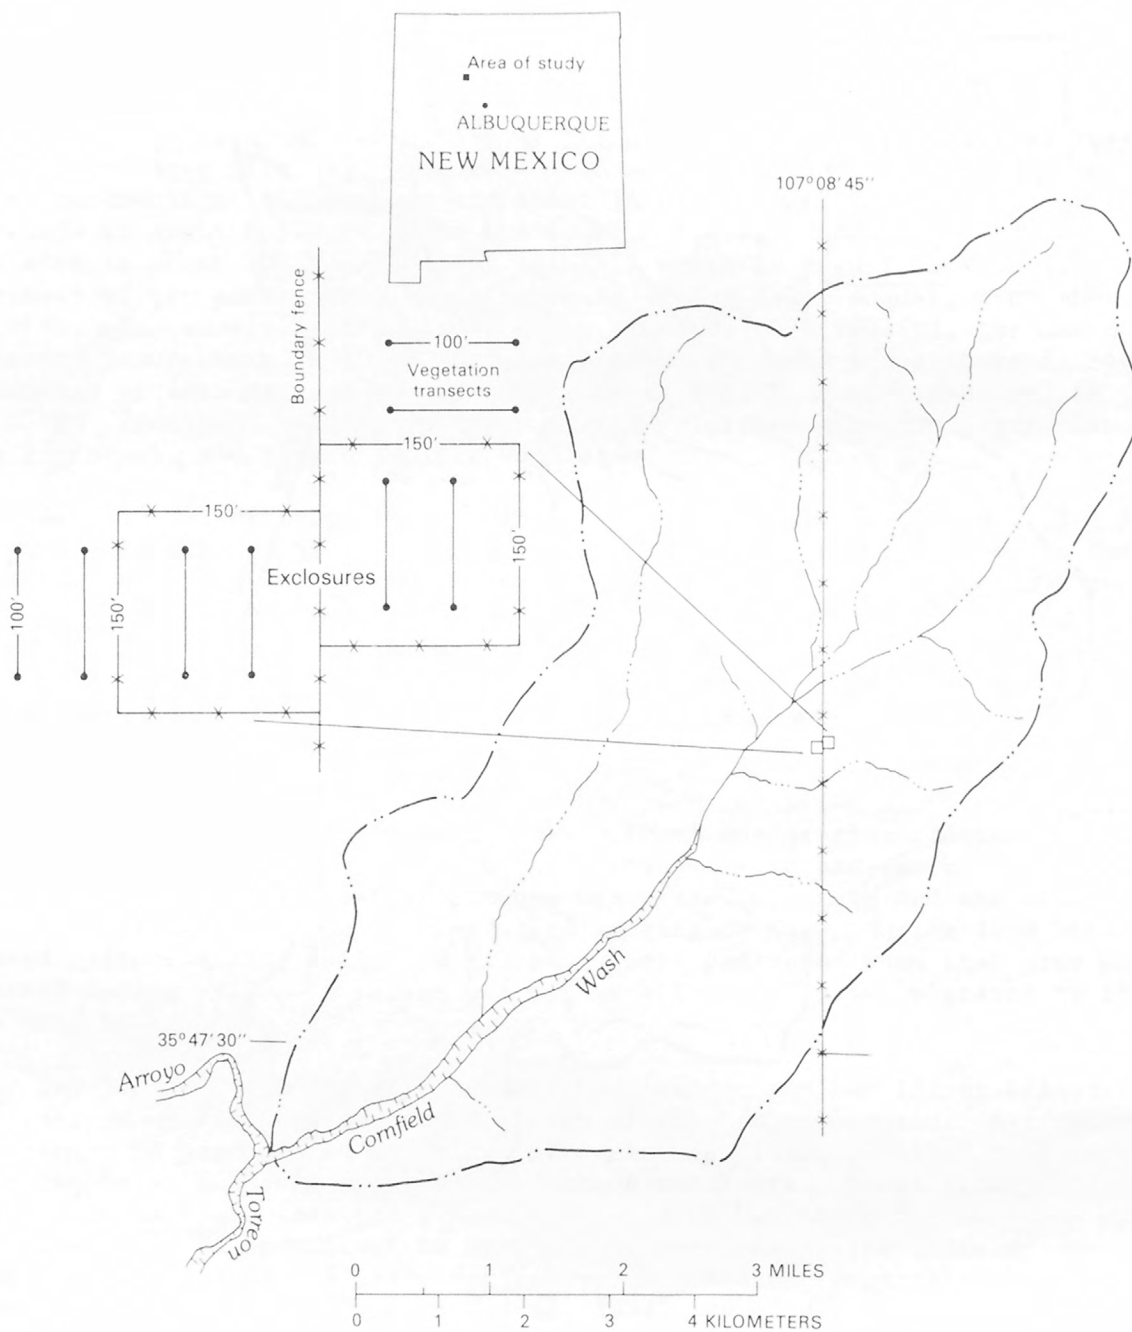 Area of study
ALBUQUERQUE
NEW MEXICO
107°08'45"
Boundary fence
100'
Vegetation
transects
150'
150'
150'
Exclosures
100'
150'
Wash
35°47'30"
Arroyo
Cornfield
Torreon
0 1 2 3 MILES
0 1 2 3 4 KILOMETERS